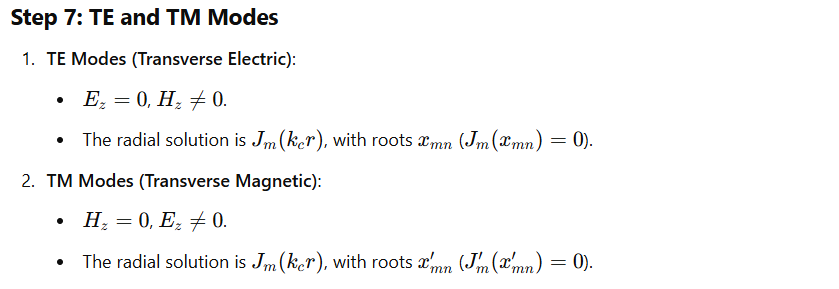 Step 7: TE and TM Modes
1. TE Modes (Transverse Electric):
• E_z = 0, H_z ≠ 0.
• The radial solution is J_m(k_c r), with roots x_{mn} (J_m(x_{mn}) = 0).
2. TM Modes (Transverse Magnetic):
• H_z = 0, E_z ≠ 0.
• The radial solution is J_m(k_c r), with roots x'_{mn} (J'_m(x'_{mn}) = 0).